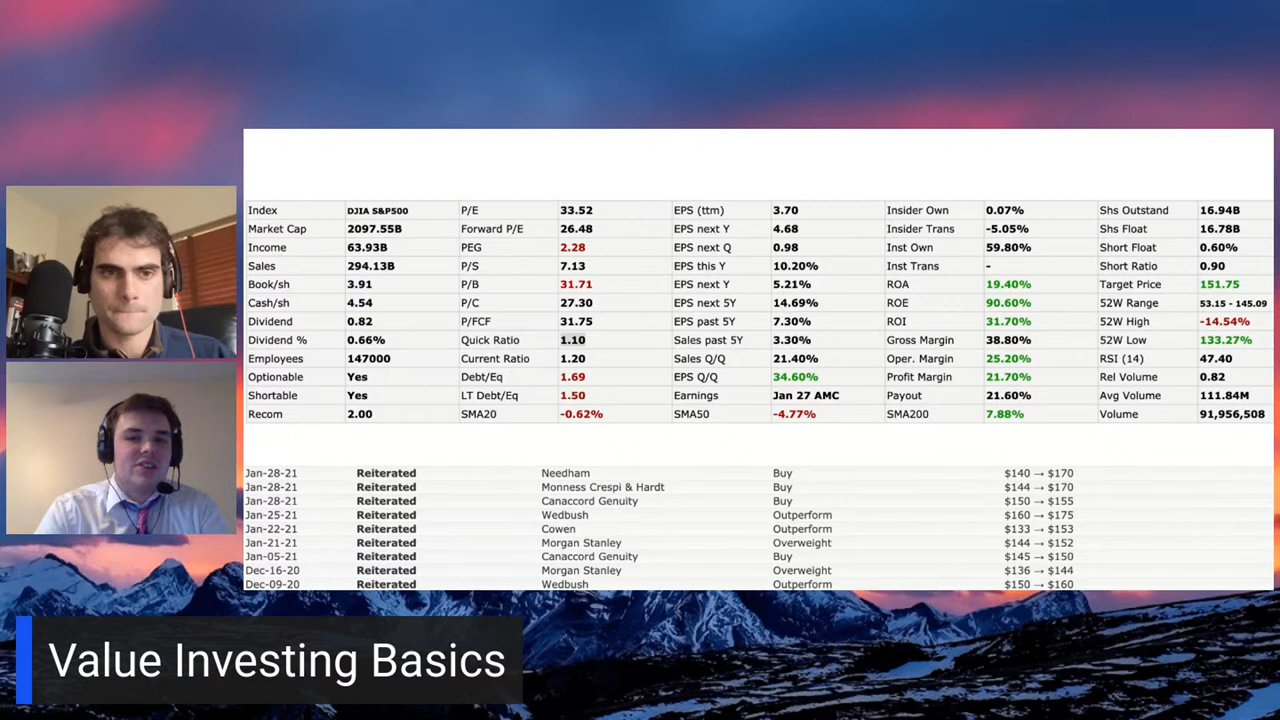 Index DJIA S&P500 P/E 33.52 EPS (ttm) 3.70 Insider Own 0.07% Shs Outstand 16.94B
Market Cap 2097.55B Forward P/E 26.48 EPS next Y 4.68 Insider Trans -5.05% Shs Float 16.78B
Income 63.93B PEG 2.28 EPS next Q 0.98 Inst Own 59.80% Short Float 0.60%
Sales 294.13B P/S 7.13 EPS this Y 10.20% Inst Trans - Short Ratio 0.90
Book/sh 3.91 P/B 31.71 EPS next Y 5.21% ROA 19.40% Target Price 151.75
Cash/sh 4.54 P/C 27.30 EPS next 5Y 14.69% ROE 90.60% 52W Range 53.15 - 145.09
Dividend 0.82 P/FCF 31.75 EPS past 5Y 7.30% ROI 31.70% 52W High -14.54%
Dividend % 0.66% Quick Ratio 1.10 Sales past 5Y 3.30% Gross Margin 38.80% 52W Low 133.27%
Employees 147000 Current Ratio 1.20 Sales Q/Q 21.40% Oper. Margin 25.20% RSI (14) 47.40
Optionable Yes Debt/Eq 1.69 EPS Q/Q 34.60% Profit Margin 21.70% Rel Volume 0.82
Shortable Yes LT Debt/Eq 1.50 Earnings Jan 27 AMC Payout 21.60% Avg Volume 111.84M
Recom 2.00 SMA20 -0.62% SMA50 -4.77% SMA200 7.88% Volume 91,956,508
Jan-28-21 Reiterated Needham Buy $140 → $170
Jan-28-21 Reiterated Monness Crespi & Hardt Buy $144 → $170
Jan-28-21 Reiterated Canaccord Genuity Buy $150 → $155
Jan-25-21 Reiterated Wedbush Outperform $160 → $175
Jan-22-21 Reiterated Cowen Outperform $133 → $153
Jan-21-21 Reiterated Morgan Stanley Overweight $144 → $152
Jan-05-21 Reiterated Canaccord Genuity Buy $145 → $150
Dec-16-20 Reiterated Morgan Stanley Overweight $136 → $144
Dec-09-20 Reiterated Wedbush Outperform $150 → $160
Value Investing Basics